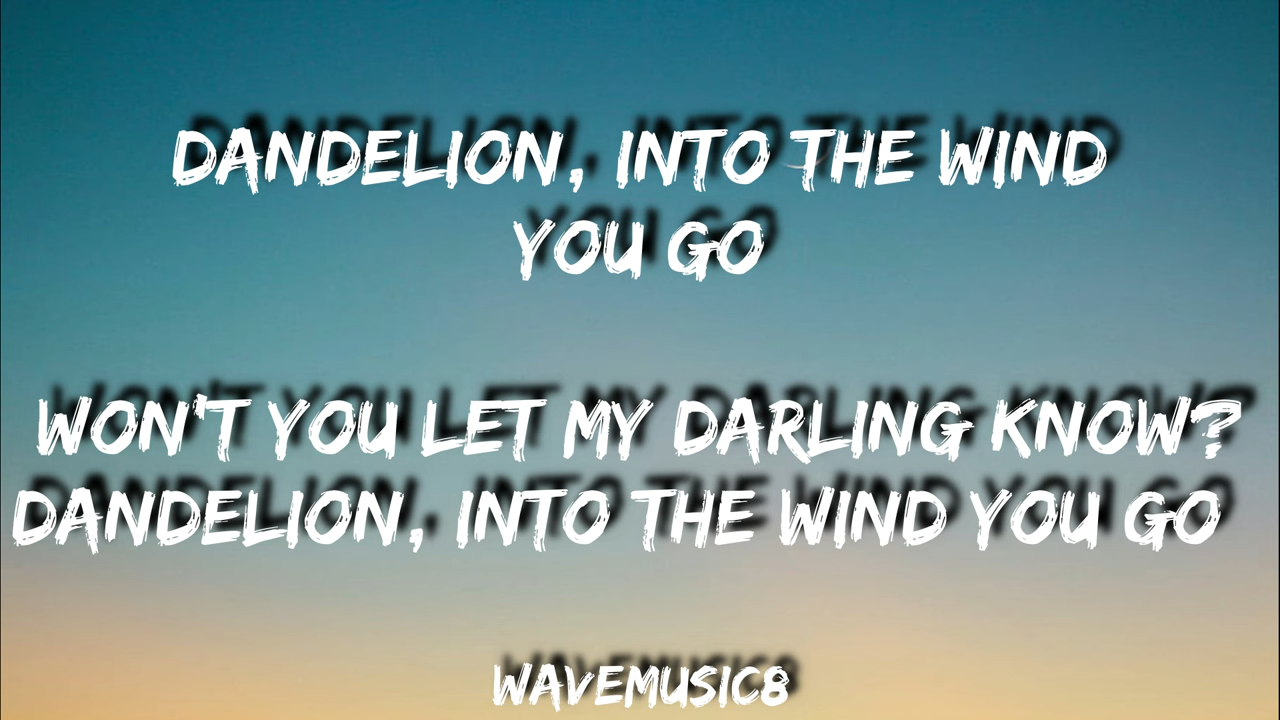 DANDELION, INTO THE WIND
YOU GO
WON'T YOU LET MY DARLING KNOW?
DANDELION, INTO THE WIND YOU GO
WAVEMUSIC8